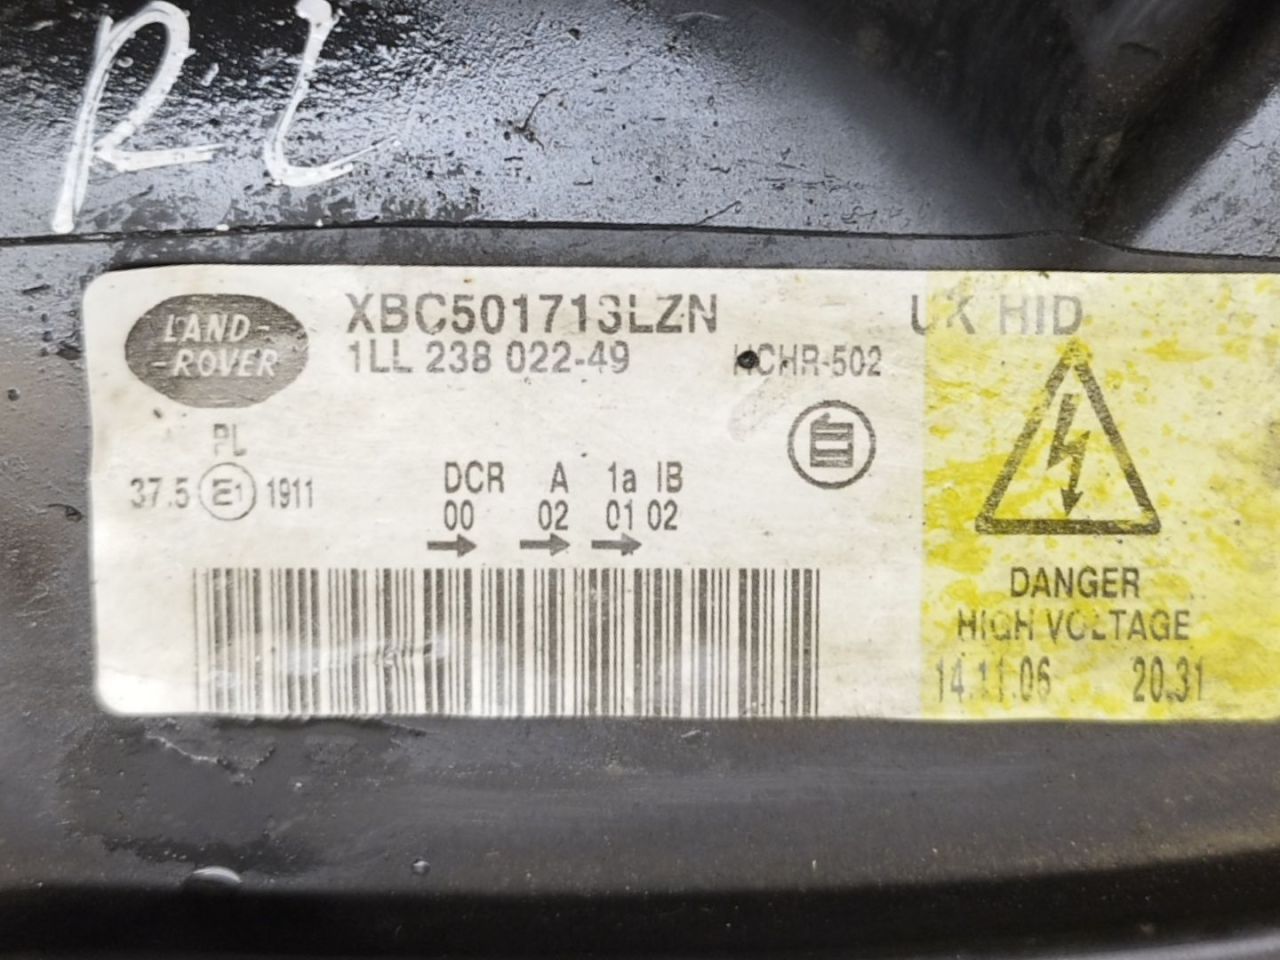 RL
LAND-
-ROVER
XBC501713LZN
UK HID
1LL 238 022-49
HCHR-502
PL
37.5 E1 1911
DCR A 1a IB
00 02 01 02
DANGER
HIGH VOLTAGE
14.11.06 20.31